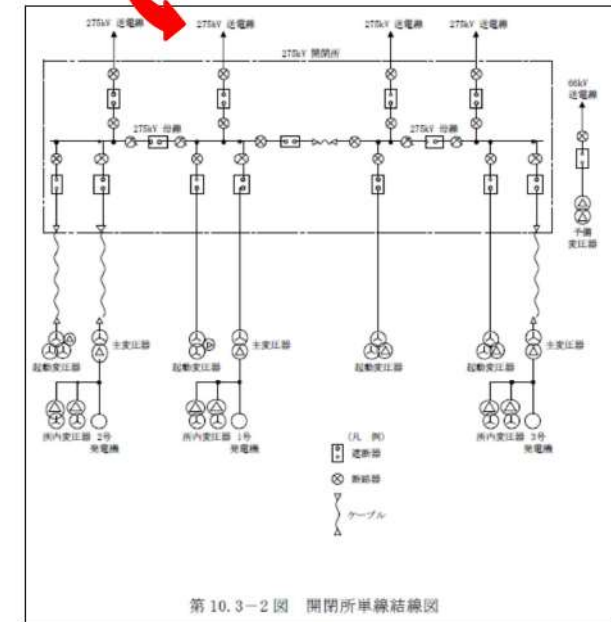 275kV 送電線
275kV 送電線
275kV 送電線
275kV 送電線
275kV 開閉所
66kV
送電線
275kV 母線
275kV 母線
予備
変圧器
起動変圧器
主変圧器
起動変圧器
主変圧器
起動変圧器
起動変圧器
主変圧器
所内変圧器 2号
発電機
所内変圧器 1号
発電機
所内変圧器 3号
発電機
(凡 例)
遮断器
断路器
ケーブル
第 10.3-2 図 開閉所単線結線図